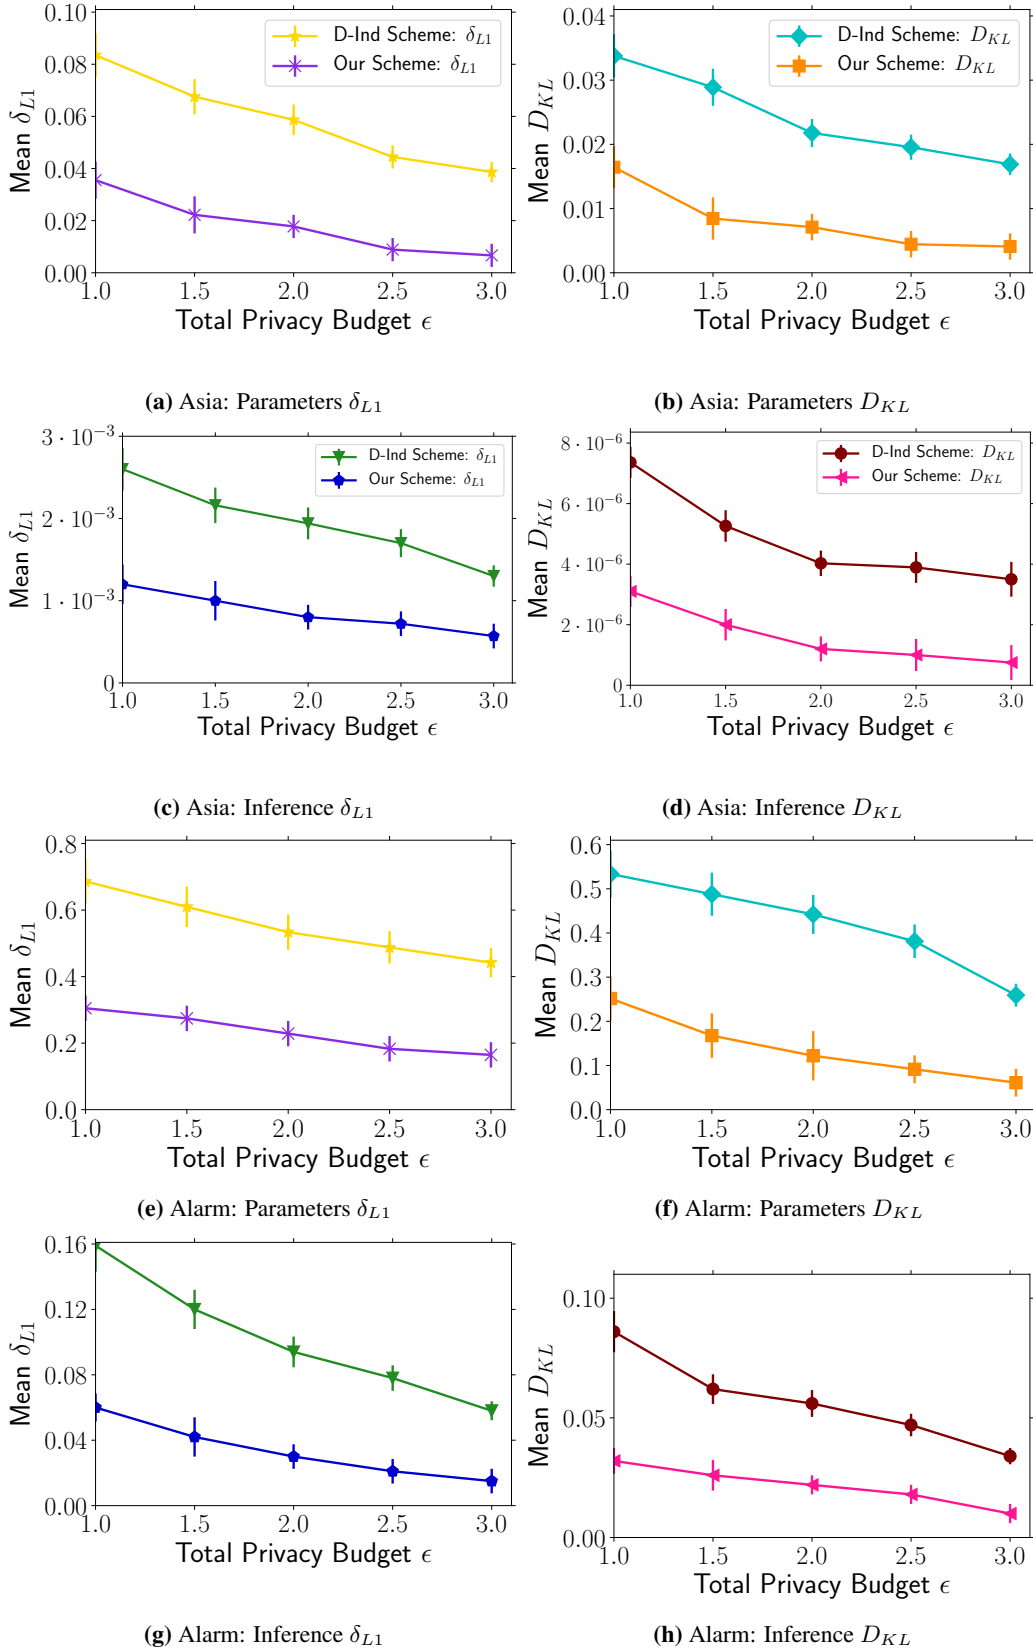 0.10
0.08
0.06
0.04
0.02
0.00
Mean δL1
D-Ind Scheme: δL1
Our Scheme: δL1
1.0 1.5 2.0 2.5 3.0
Total Privacy Budget ϵ
(a) Asia: Parameters δL1
0.04
0.03
0.02
0.01
0.00
Mean DKL
D-Ind Scheme: DKL
Our Scheme: DKL
1.0 1.5 2.0 2.5 3.0
Total Privacy Budget ϵ
(b) Asia: Parameters DKL
3 · 10⁻³
2 · 10⁻³
1 · 10⁻³
0
Mean δL1
D-Ind Scheme: δL1
Our Scheme: δL1
1.0 1.5 2.0 2.5 3.0
Total Privacy Budget ϵ
(c) Asia: Inference δL1
8 · 10⁻⁶
6 · 10⁻⁶
4 · 10⁻⁶
2 · 10⁻⁶
0
Mean DKL
D-Ind Scheme: DKL
Our Scheme: DKL
1.0 1.5 2.0 2.5 3.0
Total Privacy Budget ϵ
(d) Asia: Inference DKL
0.8
0.6
0.4
0.2
0.0
Mean δL1
1.0 1.5 2.0 2.5 3.0
Total Privacy Budget ϵ
(e) Alarm: Parameters δL1
0.6
0.5
0.4
0.3
0.2
0.1
0.0
Mean DKL
1.0 1.5 2.0 2.5 3.0
Total Privacy Budget ϵ
(f) Alarm: Parameters DKL
0.16
0.12
0.08
0.04
0.00
Mean δL1
1.0 1.5 2.0 2.5 3.0
Total Privacy Budget ϵ
(g) Alarm: Inference δL1
0.10
0.05
0.00
Mean DKL
1.0 1.5 2.0 2.5 3.0
Total Privacy Budget ϵ
(h) Alarm: Inference DKL